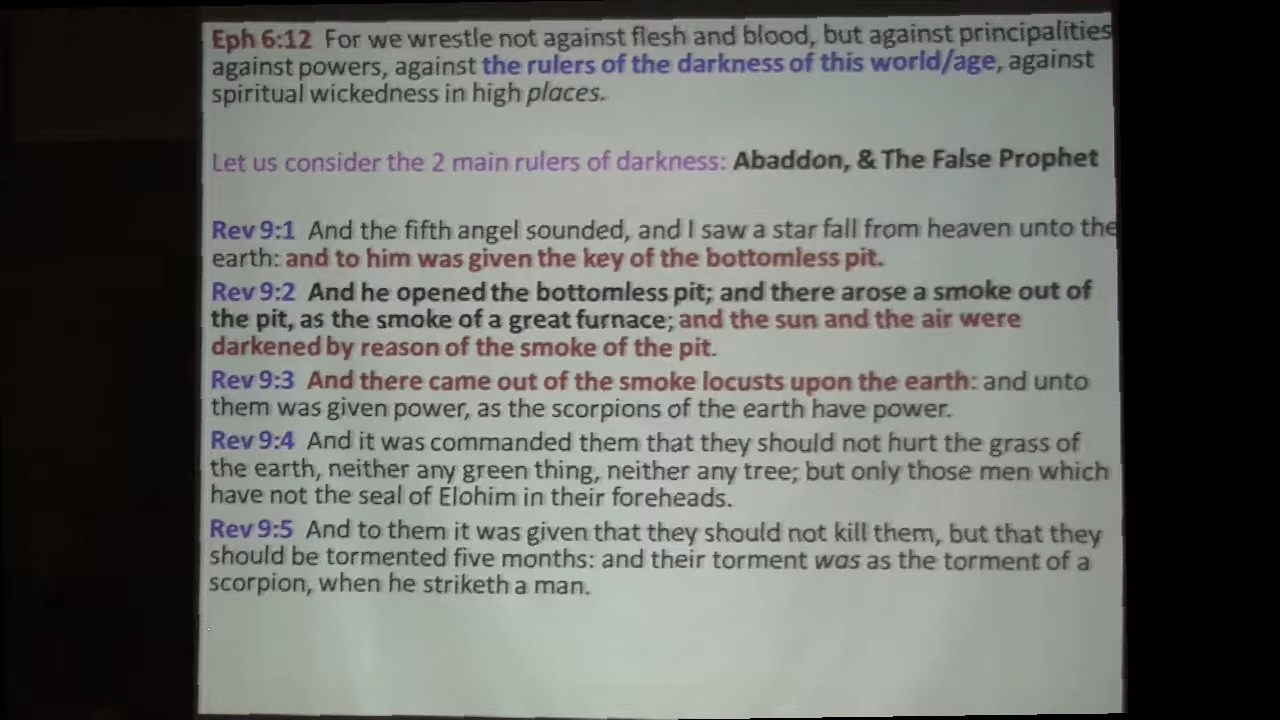 Eph 6:12 For we wrestle not against flesh and blood, but against principalities
against powers, against the rulers of the darkness of this world/age, against
spiritual wickedness in high places.
Let us consider the 2 main rulers of darkness: Abaddon, & The False Prophet
Rev 9:1 And the fifth angel sounded, and I saw a star fall from heaven unto the
earth: and to him was given the key of the bottomless pit.
Rev 9:2 And he opened the bottomless pit; and there arose a smoke out of
the pit, as the smoke of a great furnace; and the sun and the air were
darkened by reason of the smoke of the pit.
Rev 9:3 And there came out of the smoke locusts upon the earth: and unto
them was given power, as the scorpions of the earth have power.
Rev 9:4 And it was commanded them that they should not hurt the grass of
the earth, neither any green thing, neither any tree; but only those men which
have not the seal of Elohim in their foreheads.
Rev 9:5 And to them it was given that they should not kill them, but that they
should be tormented five months: and their torment was as the torment of a
scorpion, when he striketh a man.